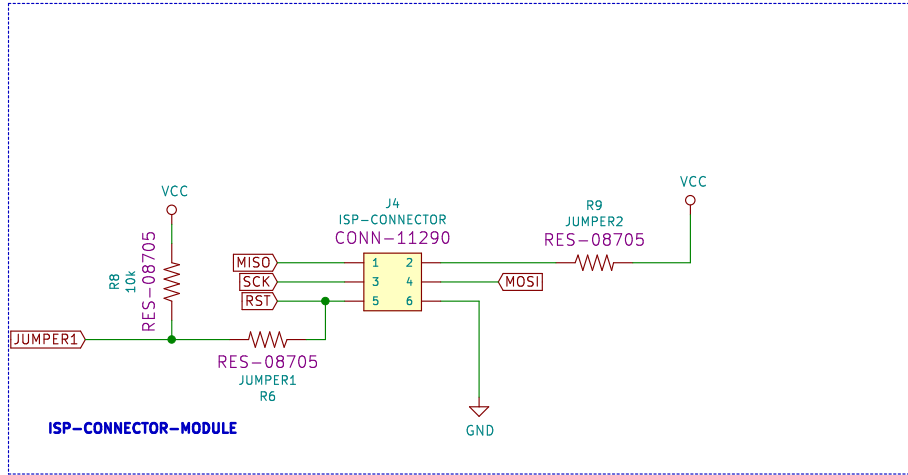 VCC
R8
10k
RES-08705
JUMPER1
RES-08705
JUMPER1
R6
MISO
SCK
RST
J4
ISP-CONNECTOR
CONN-11290
1 2
3 4
5 6
MOSI
R9
JUMPER2
RES-08705
VCC
GND
ISP-CONNECTOR-MODULE